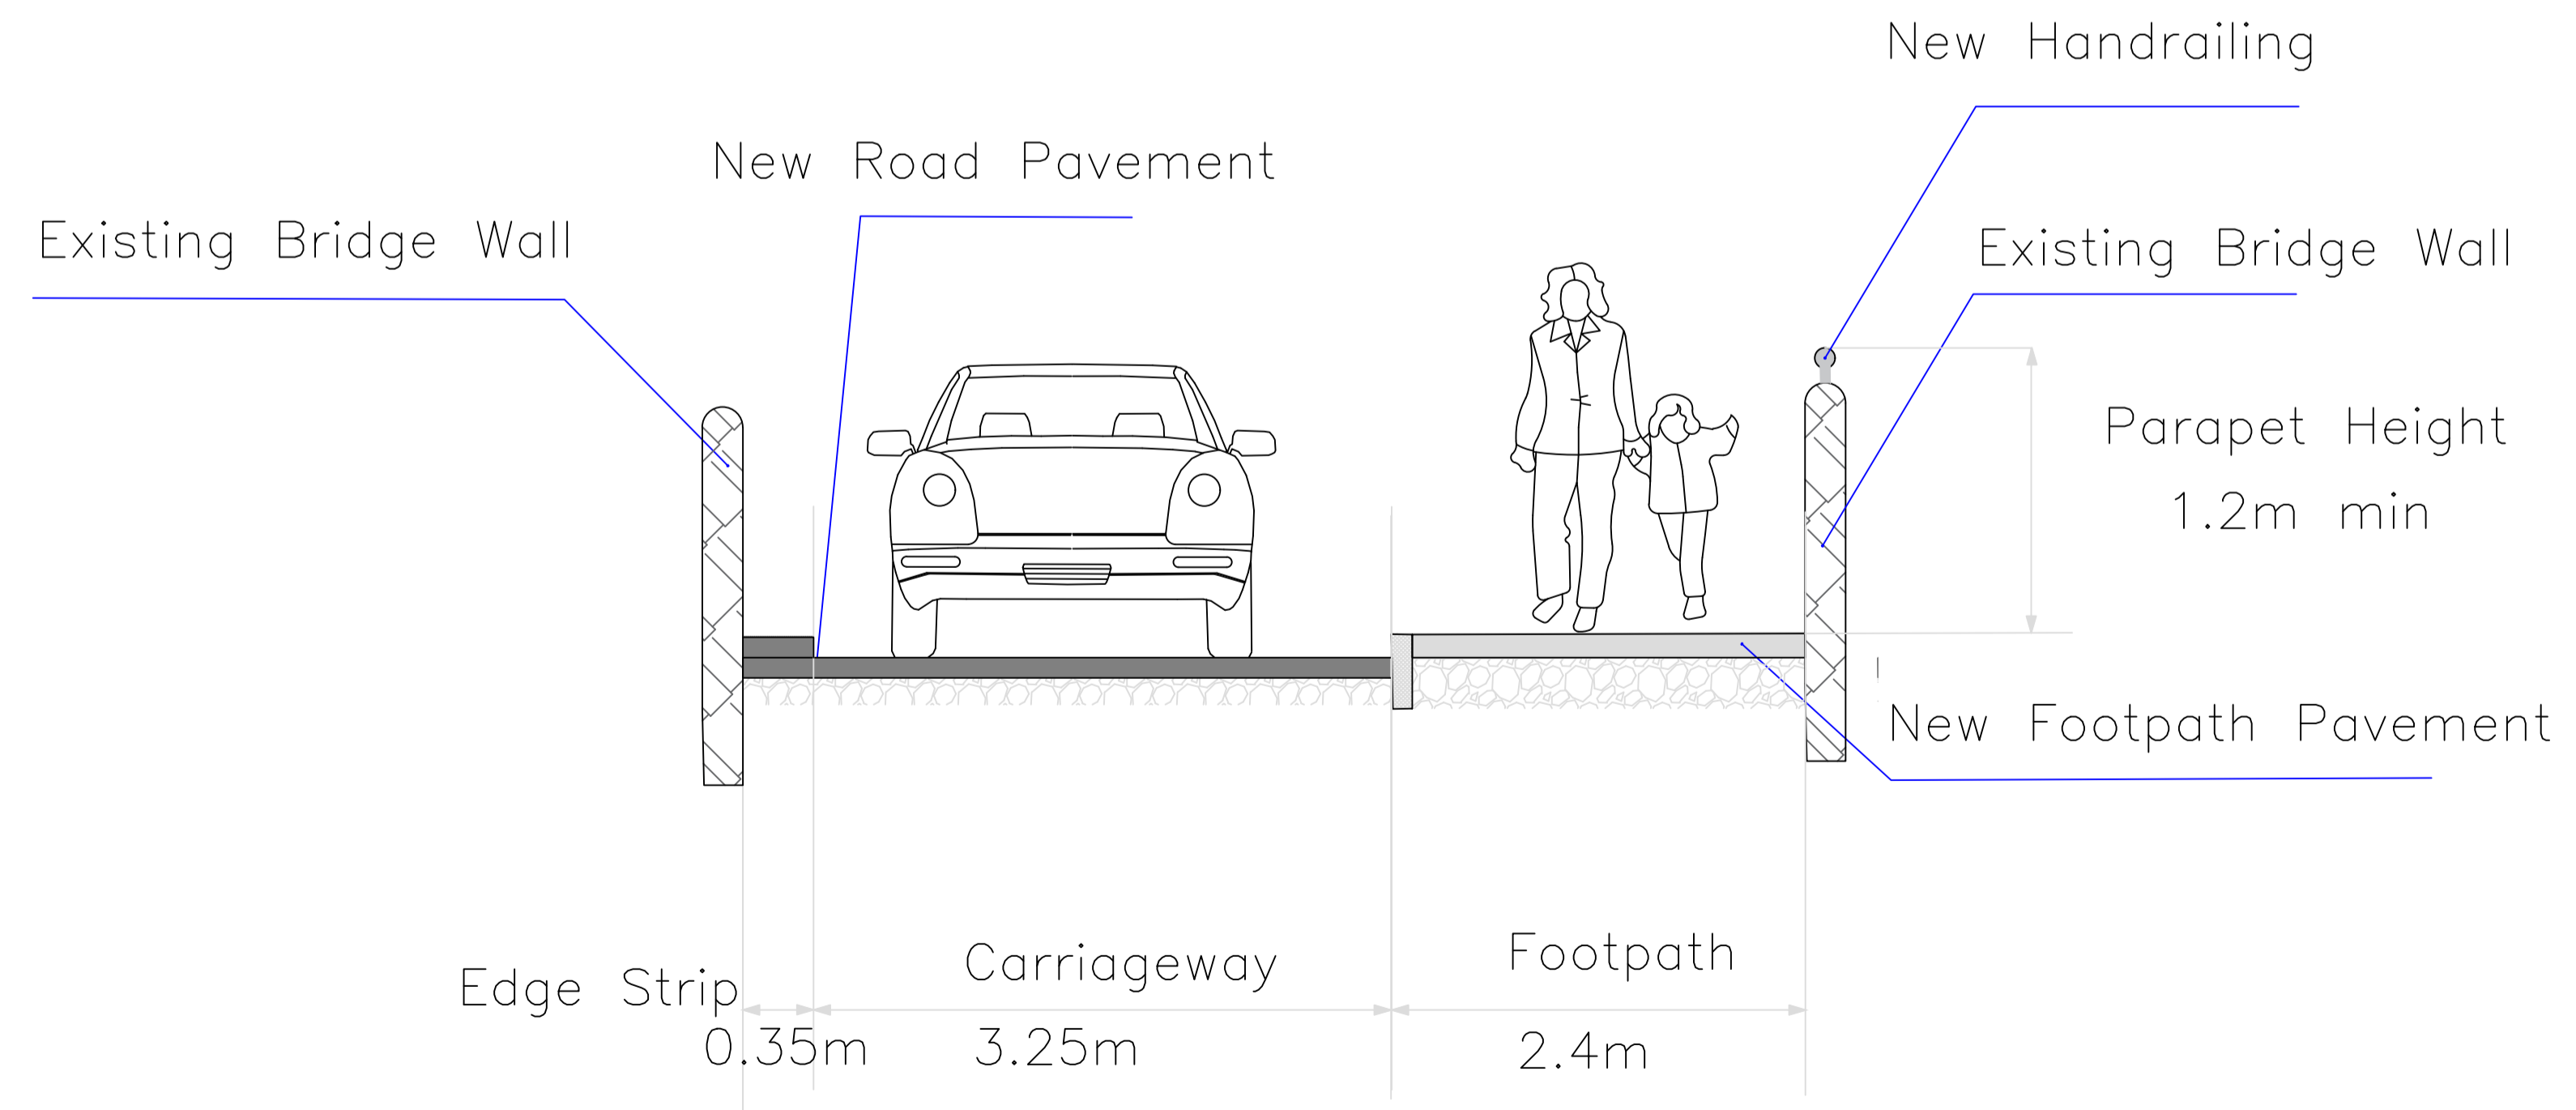 New Handrailing
New Road Pavement
Existing Bridge Wall
Existing Bridge Wall
Parapet Height
1.2m min
New Footpath Pavement
Edge Strip
Carriageway
Footpath
0.35m
3.25m
2.4m